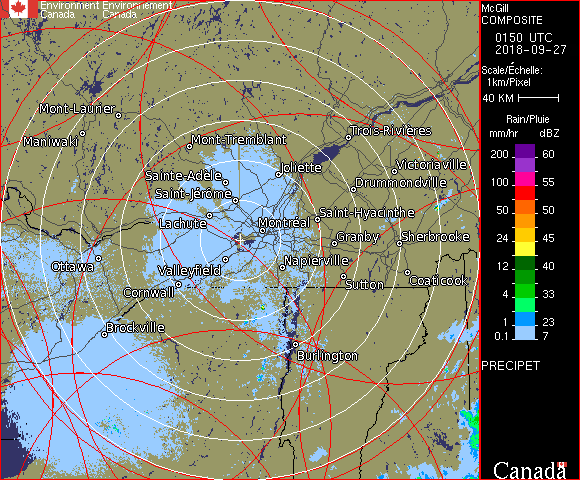 Environment Environnement
Canada Canada
McGill
COMPOSITE
0150 UTC
2018-09-27
Scale/Échelle:
1km/Pixel
40 KM
Rain/Pluie
mm/hr dBZ
200 60
100 55
50 50
24 45
12 40
4 33
1 23
0.1 7
PRECIPET
Canada
Mont-Laurier
Maniwaki
Mont-Tremblant
Trois-Rivières
Sainte-Adèle
Joliette
Victoriaville
Saint-Jérôme
Drummondville
Lachute
Montréal
Saint-Hyacinthe
Granby
Sherbrooke
Ottawa
Valleyfield
Napierville
Cornwall
Sutton
Coaticook
Brockville
Burlington